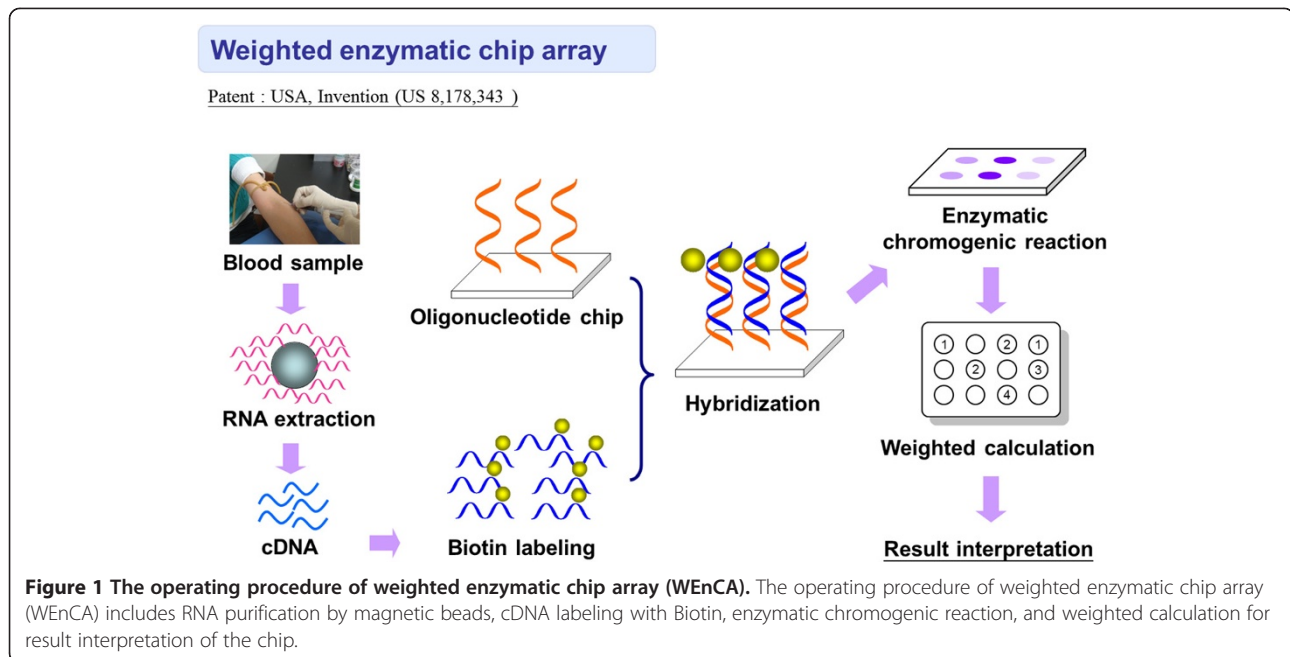 Weighted enzymatic chip array
Patent : USA, Invention (US 8,178,343 )
Blood sample
RNA extraction
cDNA
Oligonucleotide chip
Biotin labeling
Hybridization
Enzymatic
chromogenic reaction
1 2 1
2 3
4
Weighted calculation
Result interpretation
Figure 1 The operating procedure of weighted enzymatic chip array (WEnCA). The operating procedure of weighted enzymatic chip array
(WEnCA) includes RNA purification by magnetic beads, cDNA labeling with Biotin, enzymatic chromogenic reaction, and weighted calculation for
result interpretation of the chip.